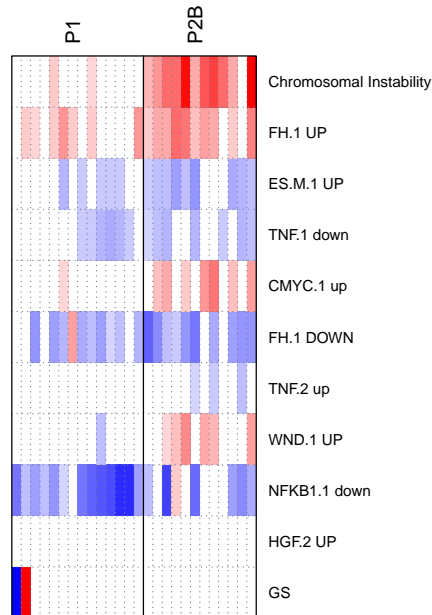 P1
P2B
Chromosomal Instability
FH.1 UP
ES.M.1 UP
TNF.1 down
CMYC.1 up
FH.1 DOWN
TNF.2 up
WND.1 UP
NFKB1.1 down
HGF.2 UP
GS